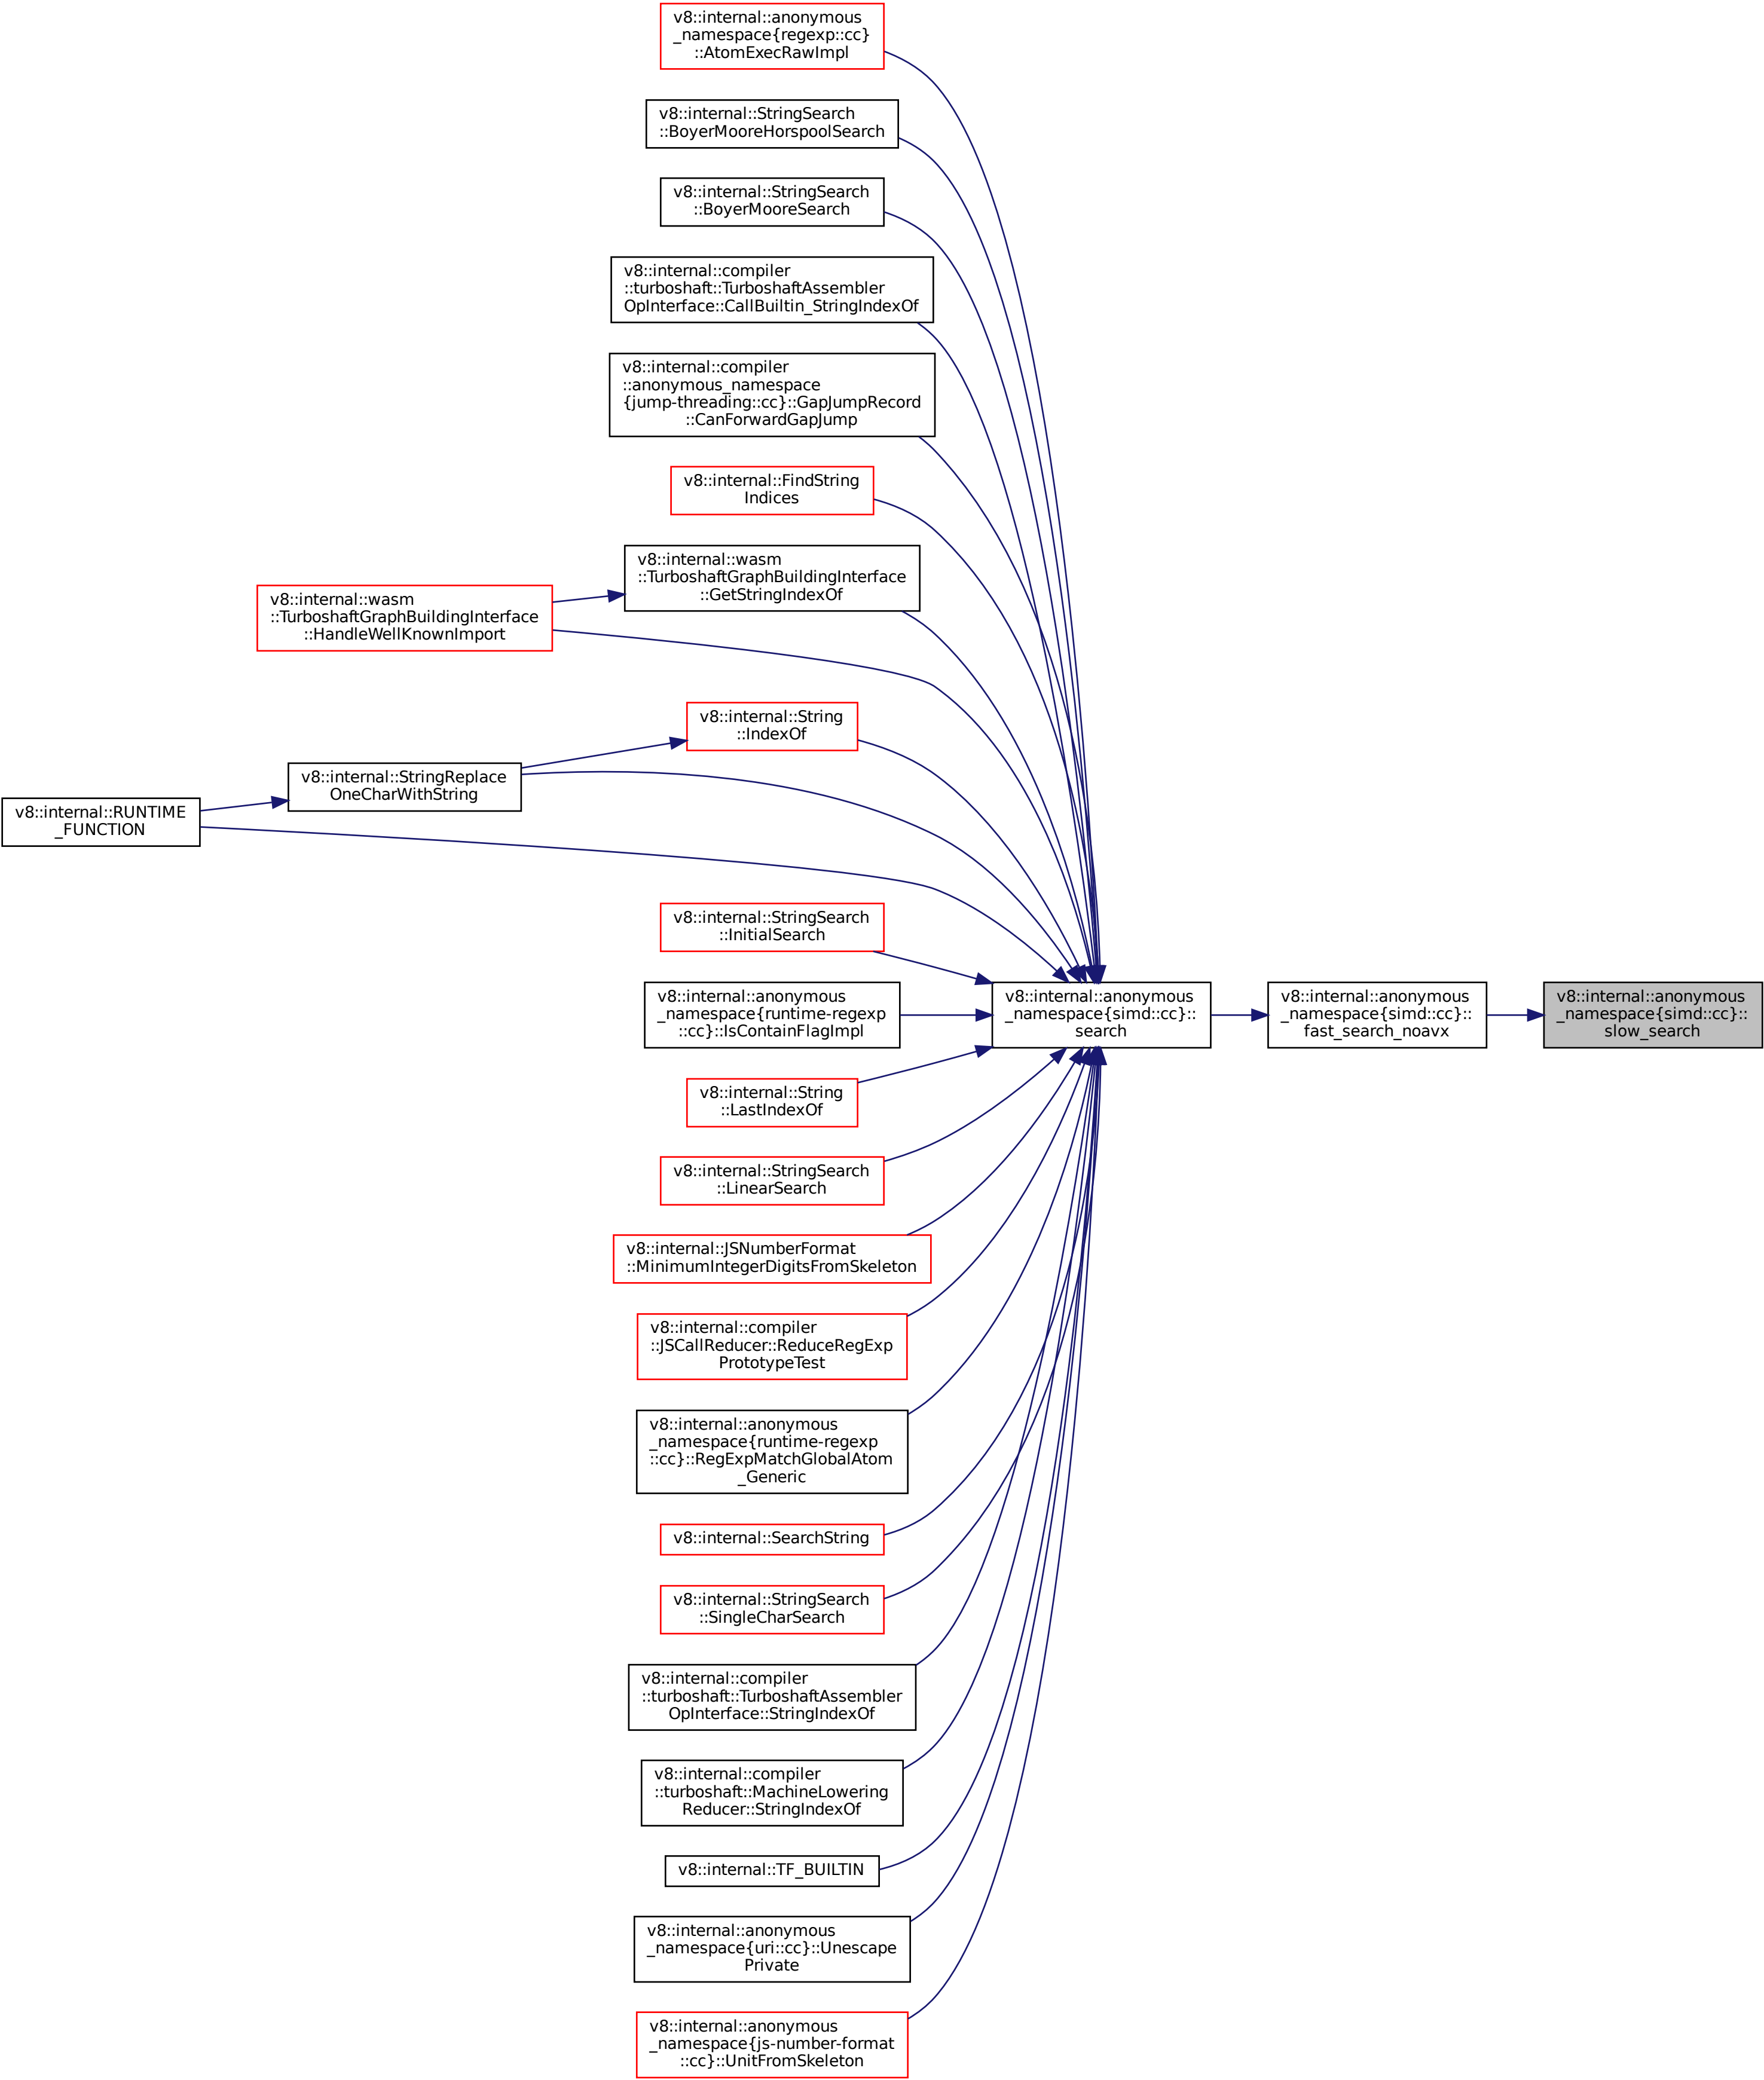 v8::internal::anonymous
_namespace{regexp::cc}
::AtomExecRawImpl
v8::internal::StringSearch
::BoyerMooreHorspoolSearch
v8::internal::StringSearch
::BoyerMooreSearch
v8::internal::compiler
::turboshaft::TurboshaftAssembler
OpInterface::CallBuiltin_StringIndexOf
v8::internal::compiler
::anonymous_namespace
{jump-threading::cc}::GapJumpRecord
::CanForwardGapJump
v8::internal::FindString
Indices
v8::internal::wasm
::TurboshaftGraphBuildingInterface
::GetStringIndexOf
v8::internal::wasm
::TurboshaftGraphBuildingInterface
::HandleWellKnownImport
v8::internal::String
::IndexOf
v8::internal::StringReplace
OneCharWithString
v8::internal::RUNTIME
_FUNCTION
v8::internal::StringSearch
::InitialSearch
v8::internal::anonymous
_namespace{runtime-regexp
::cc}::IsContainFlagImpl
v8::internal::anonymous
_namespace{simd::cc}::
search
v8::internal::anonymous
_namespace{simd::cc}::
fast_search_noavx
v8::internal::anonymous
_namespace{simd::cc}::
slow_search
v8::internal::String
::LastIndexOf
v8::internal::StringSearch
::LinearSearch
v8::internal::JSNumberFormat
::MinimumIntegerDigitsFromSkeleton
v8::internal::compiler
::JSCallReducer::ReduceRegExp
PrototypeTest
v8::internal::anonymous
_namespace{runtime-regexp
::cc}::RegExpMatchGlobalAtom
_Generic
v8::internal::SearchString
v8::internal::StringSearch
::SingleCharSearch
v8::internal::compiler
::turboshaft::TurboshaftAssembler
OpInterface::StringIndexOf
v8::internal::compiler
::turboshaft::MachineLowering
Reducer::StringIndexOf
v8::internal::TF_BUILTIN
v8::internal::anonymous
_namespace{uri::cc}::Unescape
Private
v8::internal::anonymous
_namespace{js-number-format
::cc}::UnitFromSkeleton